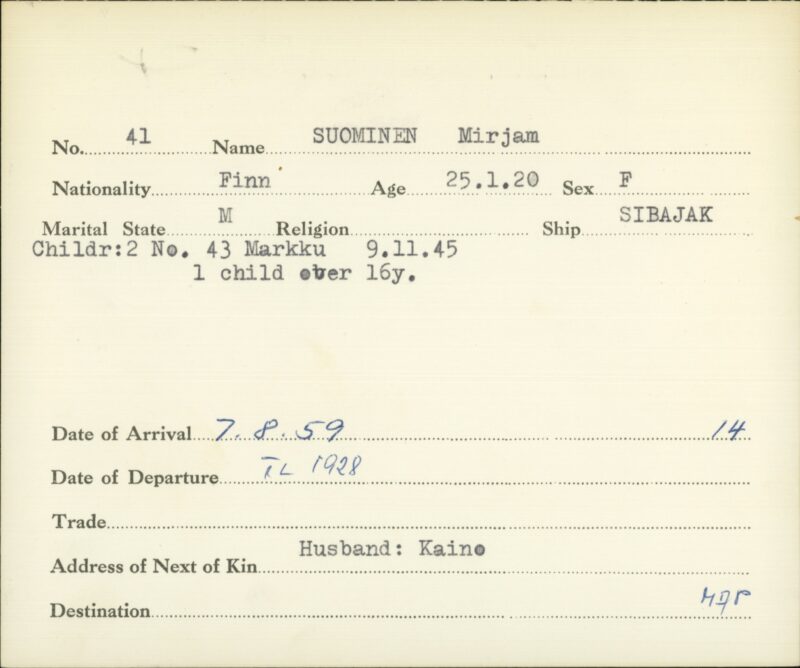 No. 41 Name SUOMINEN Mirjam
Nationality Finn Age 25.1.20 Sex F
Marital State M Religion Ship SIBAJAK
Childr:2 No. 43 Markku 9.11.45
1 child over 16y.
Date of Arrival 7.8.59 14
Date of Departure TL 1928
Trade
Address of Next of Kin Husband: Kaino
Destination